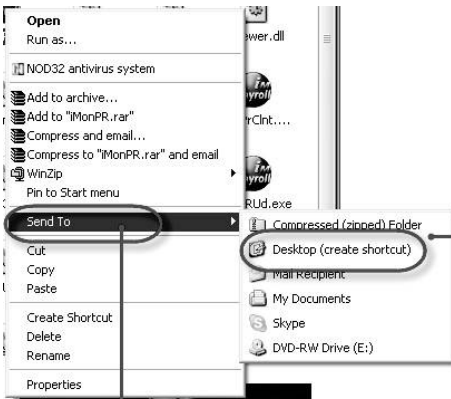 Open
Run as...
ewer.dll
NOD32 antivirus system
Add to archive...
Add to "iMonPR.rar"
rClnt....
Compress and email...
Compress to "iMonPR.rar" and email
WinZip
Pin to Start menu
RUd.exe
Send To
Compressed (zipped) Folder
Desktop (create shortcut)
Cut
Mail Recipient
Copy
Paste
My Documents
Create Shortcut
Skype
Delete
DVD-RW Drive (E:)
Rename
Properties